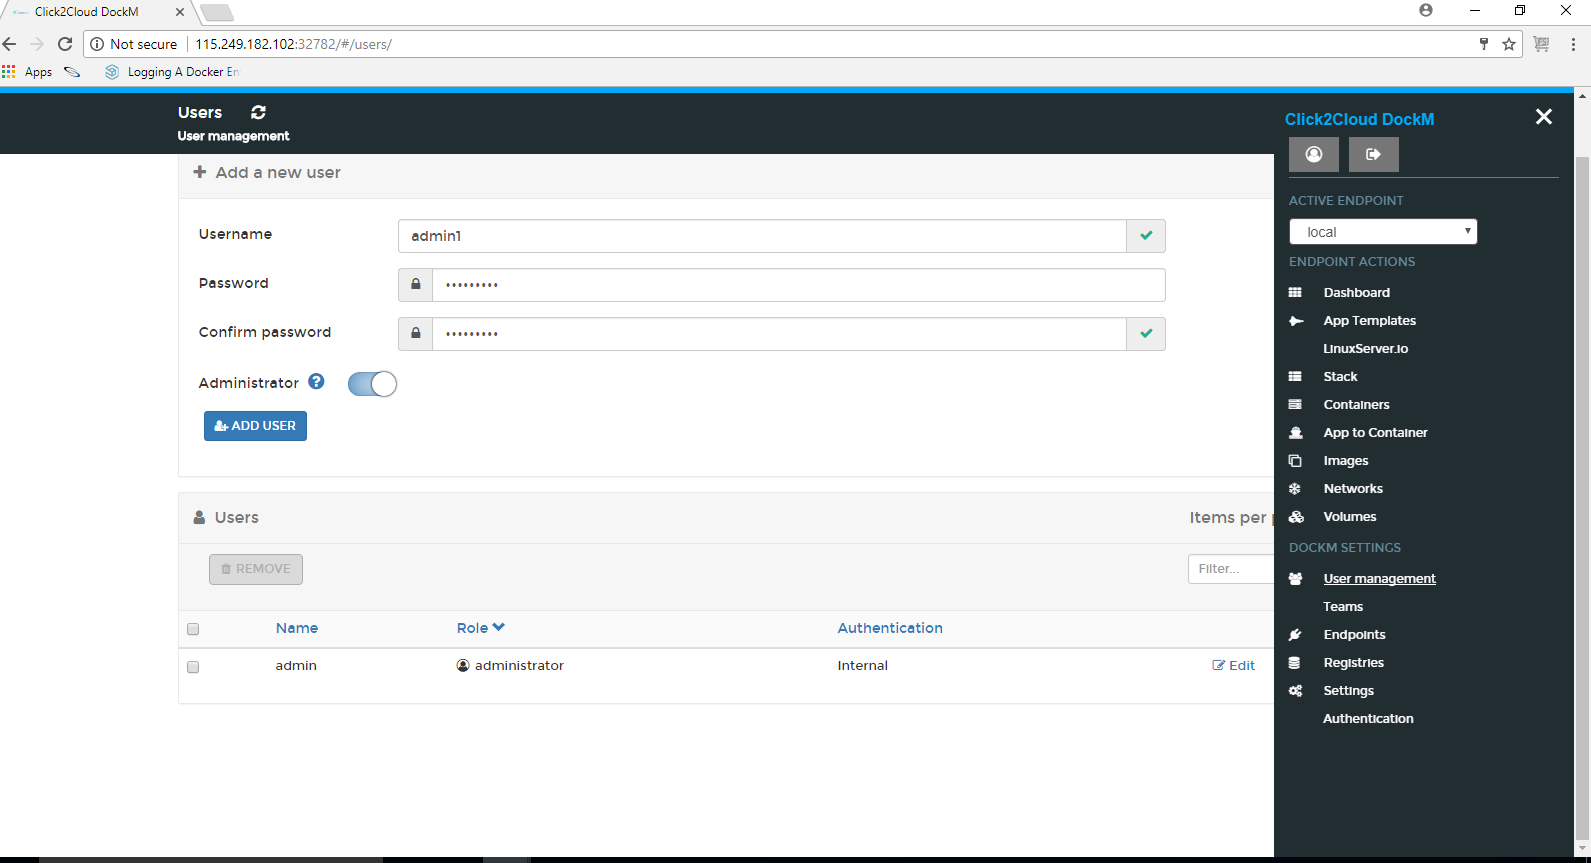 Click2Cloud DockM
Not secure
115.249.182.102:32782/#/users/
Apps
Logging A Docker En
Users
User management
Add a new user
Username
admin1
Password
•••••••••
Confirm password
•••••••••
Administrator ?
ADD USER
Users
Items per
REMOVE
Filter...
Name Role Authentication
admin administrator Internal Edit
Click2Cloud DockM
ACTIVE ENDPOINT
local
ENDPOINT ACTIONS
Dashboard
App Templates
LinuxServer.io
Stack
Containers
App to Container
Images
Networks
Volumes
DOCKM SETTINGS
User management
Teams
Endpoints
Registries
Settings
Authentication